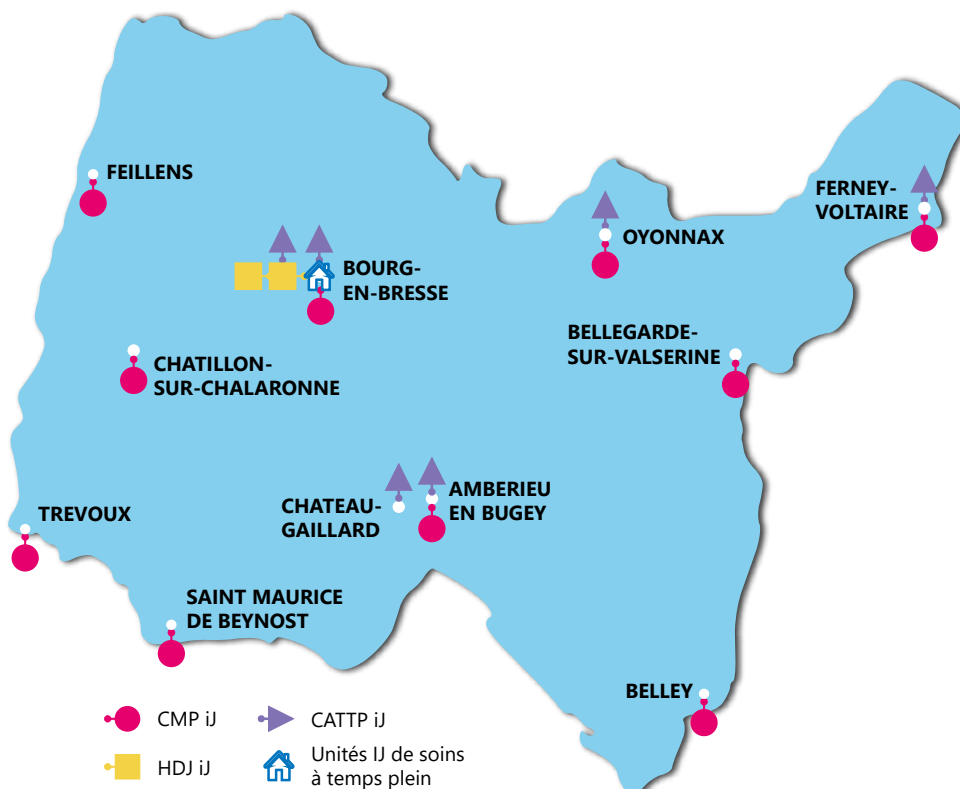 FEILLENS
FERNEY-
VOLTAIRE
OYONNAX
BOURG-
EN-BRESSE
BELLEGARDE-
SUR-VALSERINE
CHATILLON-
SUR-CHALARONNE
CHATEAU-
GAILLARD
AMBERIEU
EN BUGEY
TREVOUX
SAINT MAURICE
DE BEYNOST
BELLEY
CMP iJ
CATTP iJ
HDJ iJ
Unités IJ de soins
à temps plein